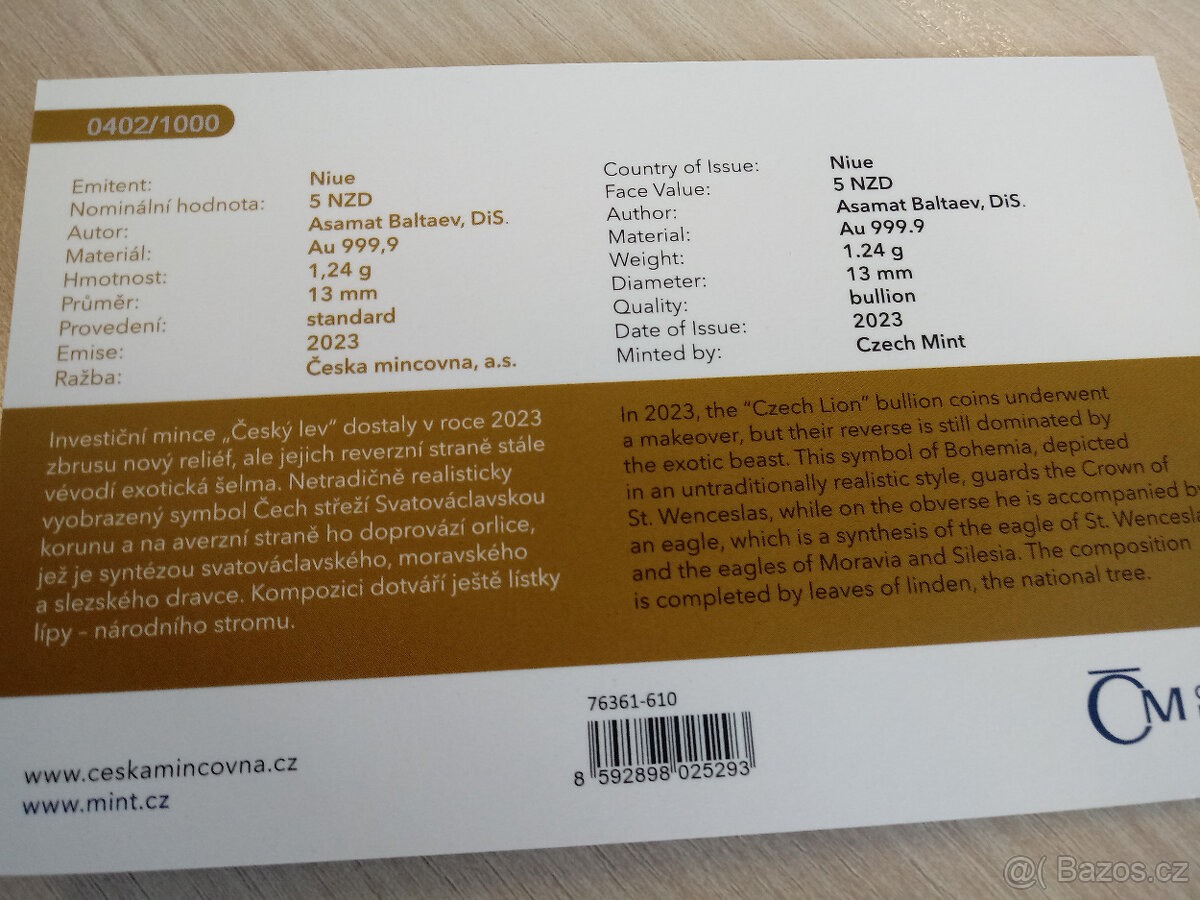 0402/1000
Emitent: Niue
Nominální hodnota: 5 NZD
Autor: Asamat Baltaev, DiS.
Materiál: Au 999,9
Hmotnost: 1,24 g
Průměr: 13 mm
Provedení: standard
Emise: 2023
Ražba: Česka mincovna, a.s.
Country of Issue: Niue
Face Value: 5 NZD
Author: Asamat Baltaev, DiS.
Material: Au 999.9
Weight: 1.24 g
Diameter: 13 mm
Quality: bullion
Date of Issue: 2023
Minted by: Czech Mint
Investiční mince „Český lev“ dostaly v roce 2023
zbrusu nový reliéf, ale jejich reverzní straně stále
vévodí exotická šelma. Netradičně realisticky
vyobrazený symbol Čech střeží Svatováclavskou
korunu a na averzní straně ho doprovází orlice,
jež je syntézou svatováclavského, moravského
a slezského dravce. Kompozici dotváří ještě lístky
lípy – národního stromu.
In 2023, the “Czech Lion” bullion coins underwent
a makeover, but their reverse is still dominated by
the exotic beast. This symbol of Bohemia, depicted
in an untraditionally realistic style, guards the Crown of
St. Wenceslas, while on the obverse he is accompanied by
an eagle, which is a synthesis of the eagle of St. Wencesla
and the eagles of Moravia and Silesia. The composition
is completed by leaves of linden, the national tree.
www.ceskamincovna.cz
www.mint.cz
76361-610
8 592898 025293
ČM
@( Bazos.cz